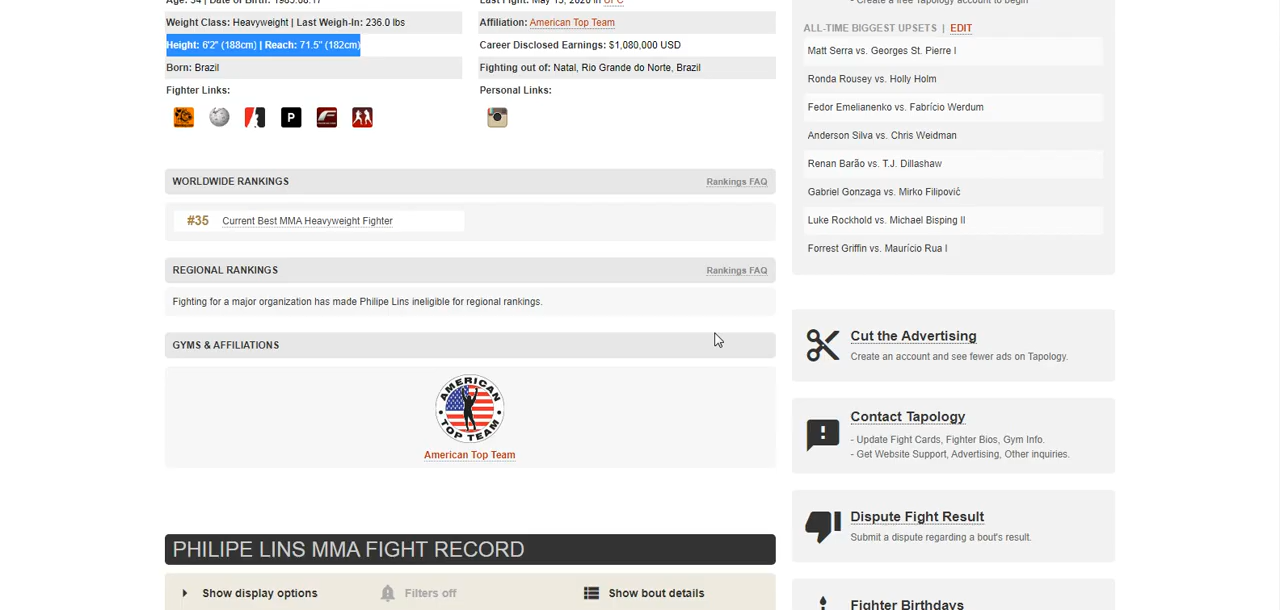 Weight Class: Heavyweight | Last Weigh-In: 236.0 lbs
Height: 6'2" (188cm) | Reach: 71.5" (182cm)
Born: Brazil
Fighter Links:
P
Affiliation: American Top Team
Career Disclosed Earnings: $1,080,000 USD
Fighting out of: Natal, Rio Grande do Norte, Brazil
Personal Links:
WORLDWIDE RANKINGS
Rankings FAQ
#35 Current Best MMA Heavyweight Fighter
REGIONAL RANKINGS
Rankings FAQ
Fighting for a major organization has made Philipe Lins ineligible for regional rankings.
GYMS & AFFILIATIONS
AMERICAN
TOP TEAM
American Top Team
PHILIPE LINS MMA FIGHT RECORD
Show display options
Filters off
Show bout details
- Create a free Tapology account to begin
ALL-TIME BIGGEST UPSETS | EDIT
Matt Serra vs. Georges St. Pierre I
Ronda Rousey vs. Holly Holm
Fedor Emelianenko vs. Fabrício Werdum
Anderson Silva vs. Chris Weidman
Renan Barão vs. T.J. Dillashaw
Gabriel Gonzaga vs. Mirko Filipović
Luke Rockhold vs. Michael Bisping II
Forrest Griffin vs. Maurício Rua I
Cut the Advertising
Create an account and see fewer ads on Tapology.
Contact Tapology
- Update Fight Cards, Fighter Bios, Gym Info.
- Get Website Support, Advertising, Other inquiries.
Dispute Fight Result
Submit a dispute regarding a bout's result.
Fighter Birthdays